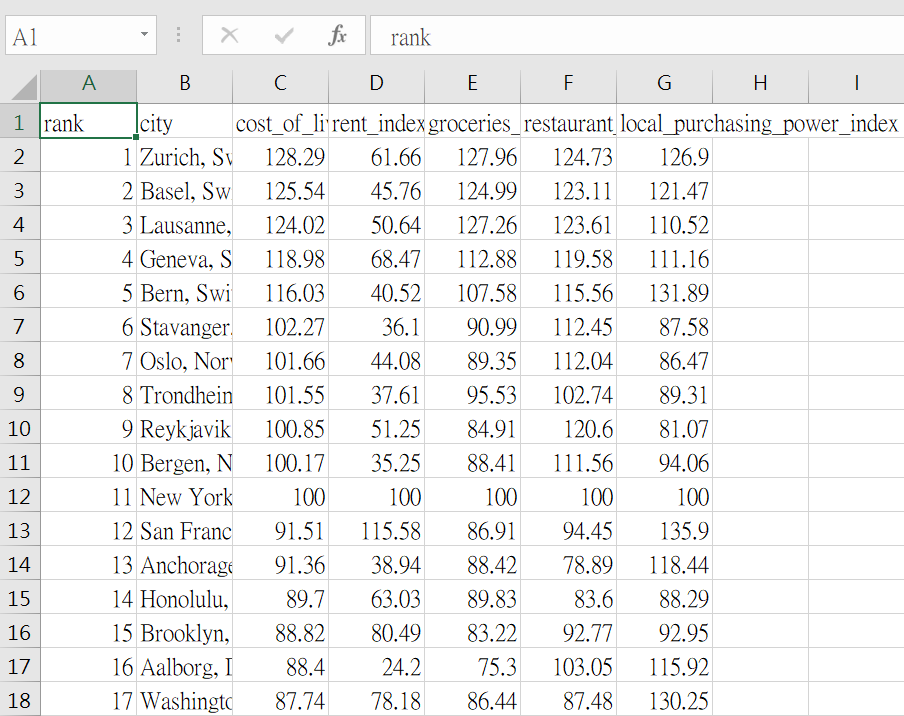 A1 fx rank
A B C D E F G H I
1 rank city cost_of_li rent_index groceries_ restaurant_ local_purchasing_power_index
2 1 Zurich, Sw 128.29 61.66 127.96 124.73 126.9
3 2 Basel, Sw 125.54 45.76 124.99 123.11 121.47
4 3 Lausanne, 124.02 50.64 127.26 123.61 110.52
5 4 Geneva, S 118.98 68.47 112.88 119.58 111.16
6 5 Bern, Swi 116.03 40.52 107.58 115.56 131.89
7 6 Stavanger, 102.27 36.1 90.99 112.45 87.58
8 7 Oslo, Nor 101.66 44.08 89.35 112.04 86.47
9 8 Trondheim 101.55 37.61 95.53 102.74 89.31
10 9 Reykjavik 100.85 51.25 84.91 120.6 81.07
11 10 Bergen, N 100.17 35.25 88.41 111.56 94.06
12 11 New York 100 100 100 100 100
13 12 San Franc 91.51 115.58 86.91 94.45 135.9
14 13 Anchorage 91.36 38.94 88.42 78.89 118.44
15 14 Honolulu, 89.7 63.03 89.83 83.6 88.29
16 15 Brooklyn, 88.82 80.49 83.22 92.77 92.95
17 16 Aalborg, D 88.4 24.2 75.3 103.05 115.92
18 17 Washingto 87.74 78.18 86.44 87.48 130.25